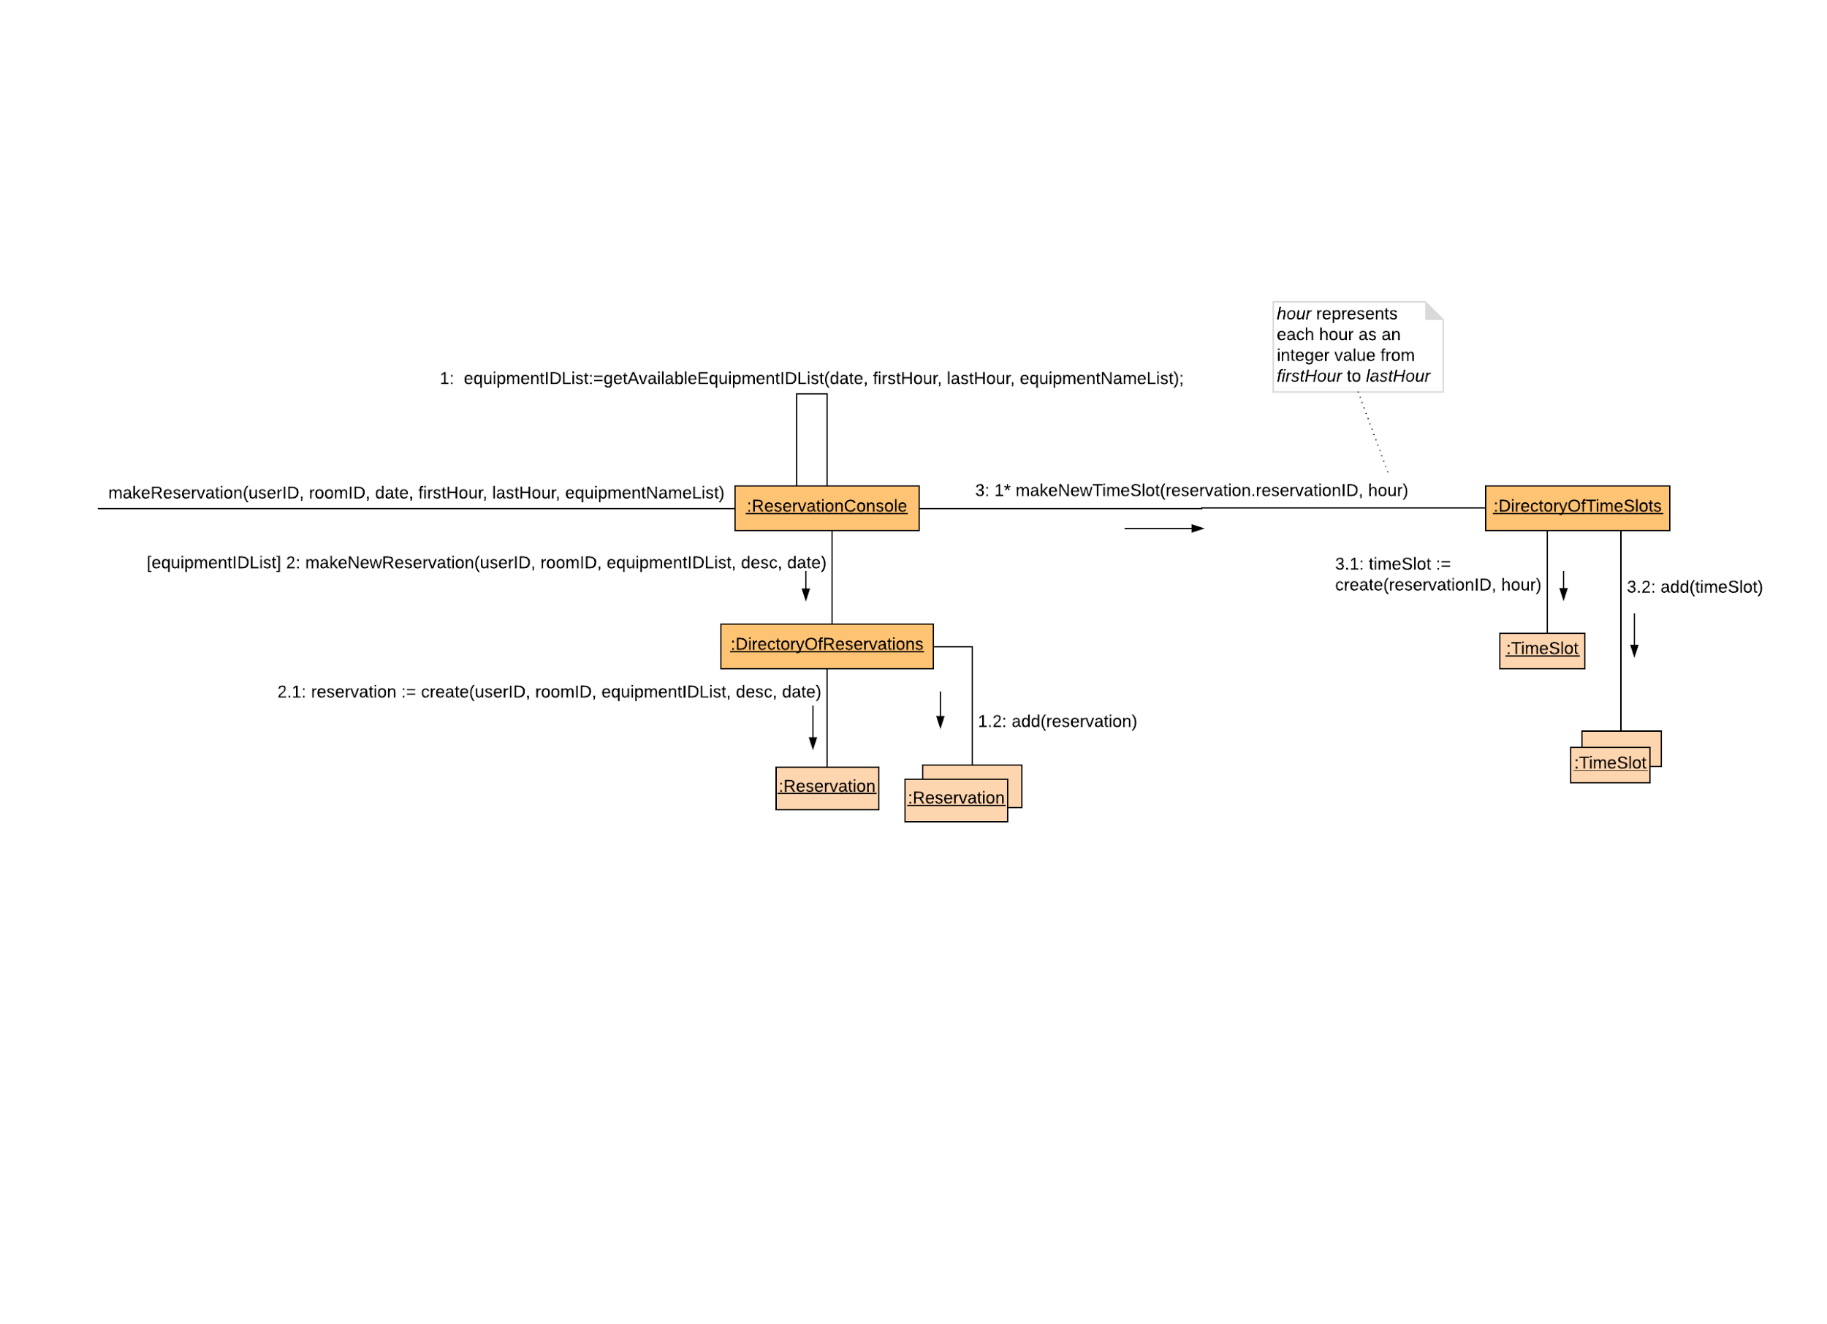 hour represents
each hour as an
integer value from
firstHour to lastHour
1:  equipmentIDList:=getAvailableEquipmentIDList(date, firstHour, lastHour, equipmentNameList);
makeReservation(userID, roomID, date, firstHour, lastHour, equipmentNameList)
:ReservationConsole
3: 1* makeNewTimeSlot(reservation.reservationID, hour)
:DirectoryOfTimeSlots
[equipmentIDList] 2: makeNewReservation(userID, roomID, equipmentIDList, desc, date)
3.1: timeSlot :=
create(reservationID, hour)
3.2: add(timeSlot)
:DirectoryOfReservations
:TimeSlot
2.1: reservation := create(userID, roomID, equipmentIDList, desc, date)
1.2: add(reservation)
:TimeSlot
:Reservation
:Reservation